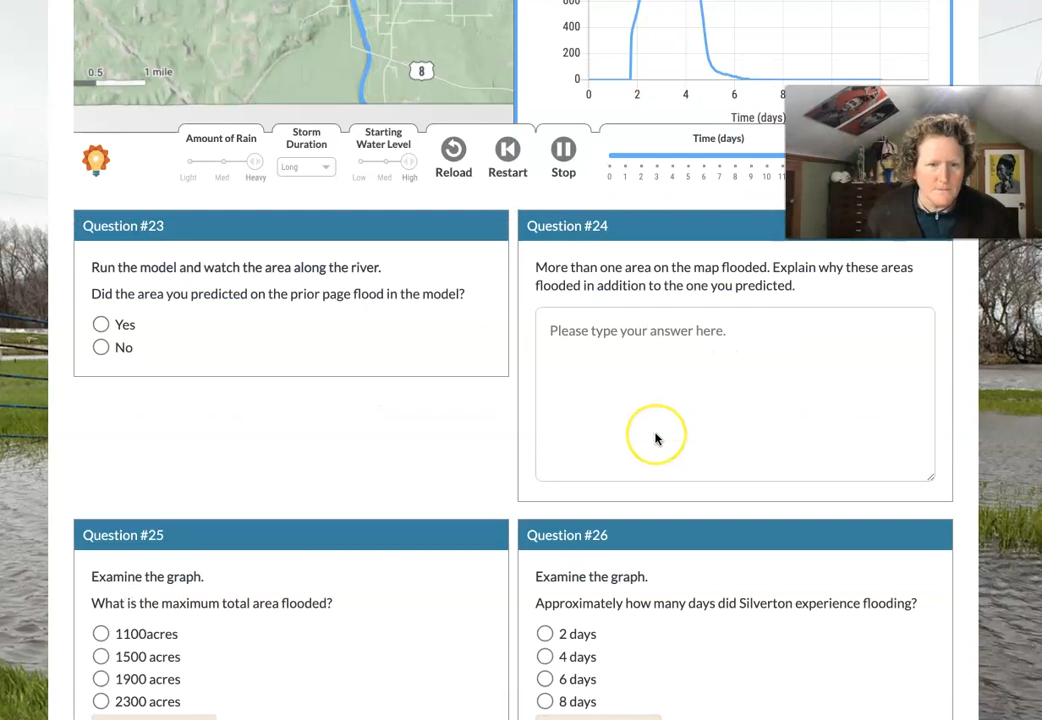 600
400
200
0
0 2 4 6 8
Time (days)
0.5 1 mile
8
Amount of Rain
Light Med Heavy
Storm
Duration
Long
Starting
Water Level
Low Med High
Reload
Restart
Stop
Time (days)
0 1 2 3 4 5 6 7 8 9 10 11
Question #23
Run the model and watch the area along the river.
Did the area you predicted on the prior page flood in the model?
Yes
No
Question #24
More than one area on the map flooded. Explain why these areas
flooded in addition to the one you predicted.
Please type your answer here.
Question #25
Examine the graph.
What is the maximum total area flooded?
1100acres
1500 acres
1900 acres
2300 acres
Question #26
Examine the graph.
Approximately how many days did Silverton experience flooding?
2 days
4 days
6 days
8 days